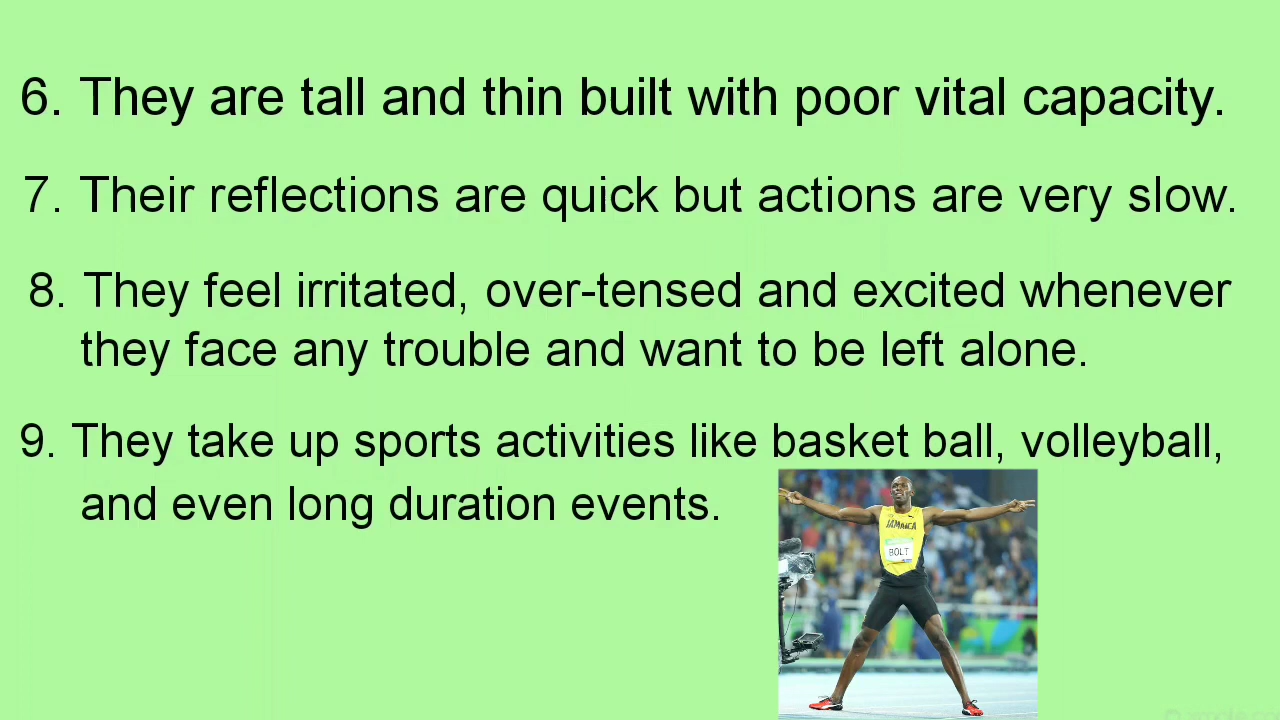 6. They are tall and thin built with poor vital capacity.
7. Their reflections are quick but actions are very slow.
8. They feel irritated, over-tensed and excited whenever
they face any trouble and want to be left alone.
9. They take up sports activities like basket ball, volleyball,
and even long duration events.
JAMAICA
BOLT